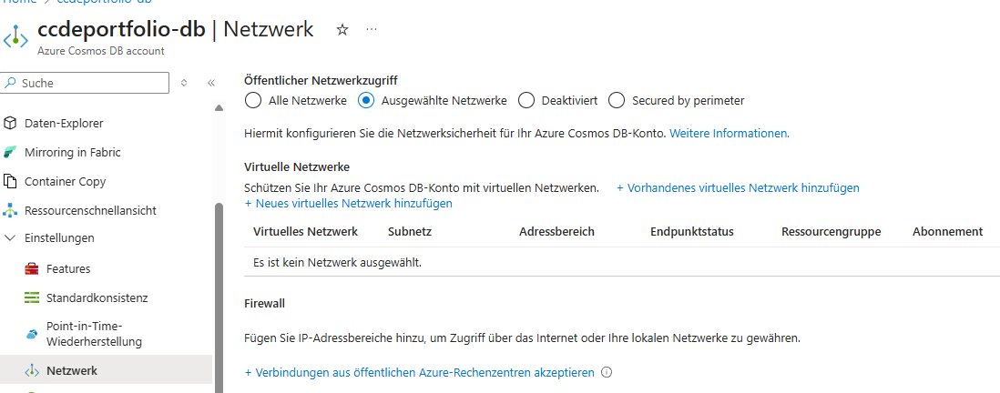 Home > ccdeportfolio-db
ccdeportfolio-db | Netzwerk
Azure Cosmos DB account
Suche
Daten-Explorer
Mirroring in Fabric
Container Copy
Ressourcenschnellansicht
Einstellungen
Features
Standardkonsistenz
Point-in-Time-
Wiederherstellung
Netzwerk
Öffentlicher Netzwerkzugriff
Alle Netzwerke Ausgewählte Netzwerke Deaktiviert Secured by perimeter
Hiermit konfigurieren Sie die Netzwerksicherheit für Ihr Azure Cosmos DB-Konto. Weitere Informationen.
Virtuelle Netzwerke
Schützen Sie Ihr Azure Cosmos DB-Konto mit virtuellen Netzwerken. + Vorhandenes virtuelles Netzwerk hinzufügen
+ Neues virtuelles Netzwerk hinzufügen
Virtuelles Netzwerk Subnetz Adressbereich Endpunktstatus Ressourcengruppe Abonnement
Es ist kein Netzwerk ausgewählt.
Firewall
Fügen Sie IP-Adressbereiche hinzu, um Zugriff über das Internet oder Ihre lokalen Netzwerke zu gewähren.
+ Verbindungen aus öffentlichen Azure-Rechenzentren akzeptieren